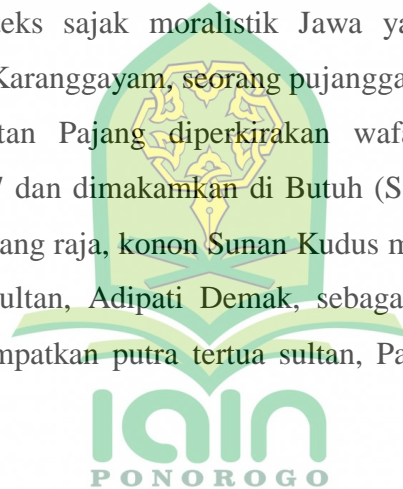 eks sajak moralistik Jawa ya
Karanggayam, seorang pujangga
tan Pajang diperkirakan wafa
dan dimakamkan di Butuh (S
ang raja, konon Sunan Kudus m
ultan, Adipati Demak, sebaga
mpatkan putra tertua sultan, Pa
iain
PONOROGO